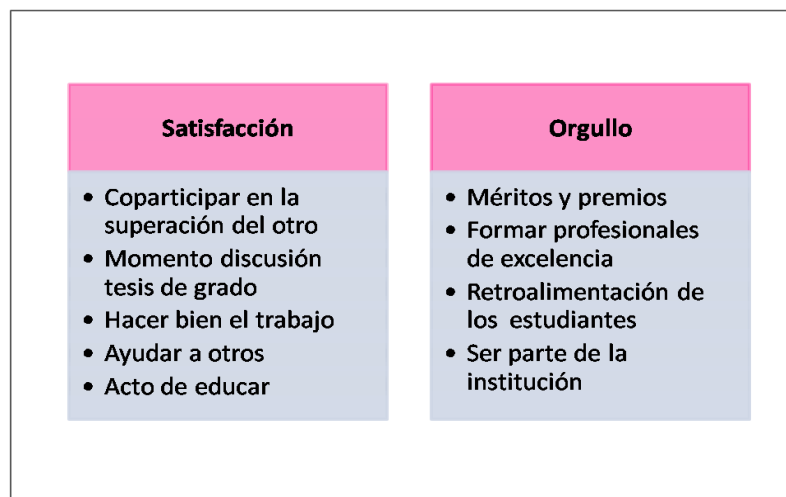 Satisfacción
• Coparticipar en la
superación del otro
• Momento discusión
tesis de grado
• Hacer bien el trabajo
• Ayudar a otros
• Acto de educar
Orgullo
• Méritos y premios
• Formar profesionales
de excelencia
• Retroalimentación de
los estudiantes
• Ser parte de la
institución